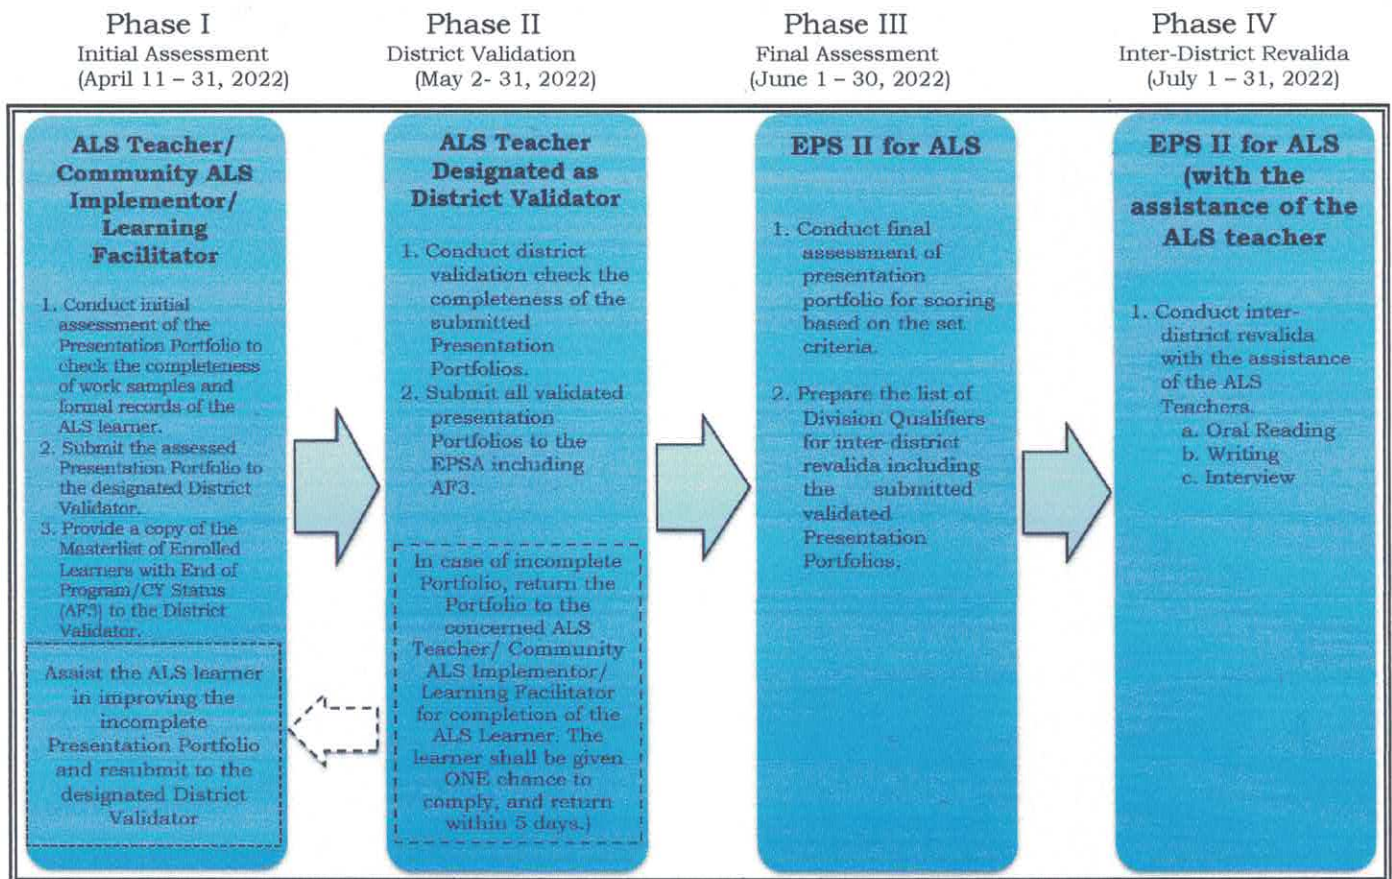 Phase I
Initial Assessment
(April 11 – 31, 2022)
Phase II
District Validation
(May 2- 31, 2022)
Phase III
Final Assessment
(June 1 – 30, 2022)
Phase IV
Inter-District Revalida
(July 1 – 31, 2022)
ALS Teacher/
Community ALS
Implementor/
Learning
Facilitator
1. Conduct initial
assessment of the
Presentation Portfolio to
check the completeness
of work samples and
formal records of the
ALS learner.
2. Submit the assessed
Presentation Portfolio to
the designated District
Validator.
3. Provide a copy of the
Masterlist of Enrolled
Learners with End of
Program/CY Status
(AF3) to the District
Validator.
Assist the ALS learner
in improving the
incomplete
Presentation Portfolio
and resubmit to the
designated District
Validator
ALS Teacher
Designated as
District Validator
1. Conduct district
validation check the
completeness of the
submitted
Presentation
Portfolios.
2. Submit all validated
presentation
Portfolios to the
EPSA including
AF3.
In case of incomplete
Portfolio, return the
Portfolio to the
concerned ALS
Teacher/ Community
ALS Implementor/
Learning Facilitator
for completion of the
ALS Learner. The
learner shall be given
ONE chance to
comply, and return
within 5 days.)
EPS II for ALS
1. Conduct final
assessment of
presentation
portfolio for scoring
based on the set
criteria.
2. Prepare the list of
Division Qualifiers
for inter-district
revalida including
the submitted
validated
Presentation
Portfolios.
EPS II for ALS
(with the
assistance of the
ALS teacher
1. Conduct inter-
district revalida
with the assistance
of the ALS
Teachers.
a. Oral Reading
b. Writing
c. Interview